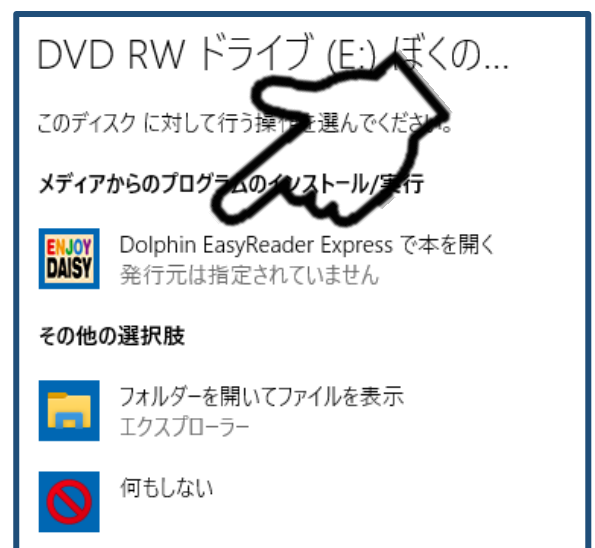 DVD RW ドライブ (E:) ぼくの...
このディスク に対して行う操作を選んでください。
メディアからのプログラムのインストール/実行
ENJOY
DAISY
Dolphin EasyReader Express で本を開く
発行元は指定されていません
その他の選択肢
フォルダーを開いてファイルを表示
エクスプローラー
何もしない